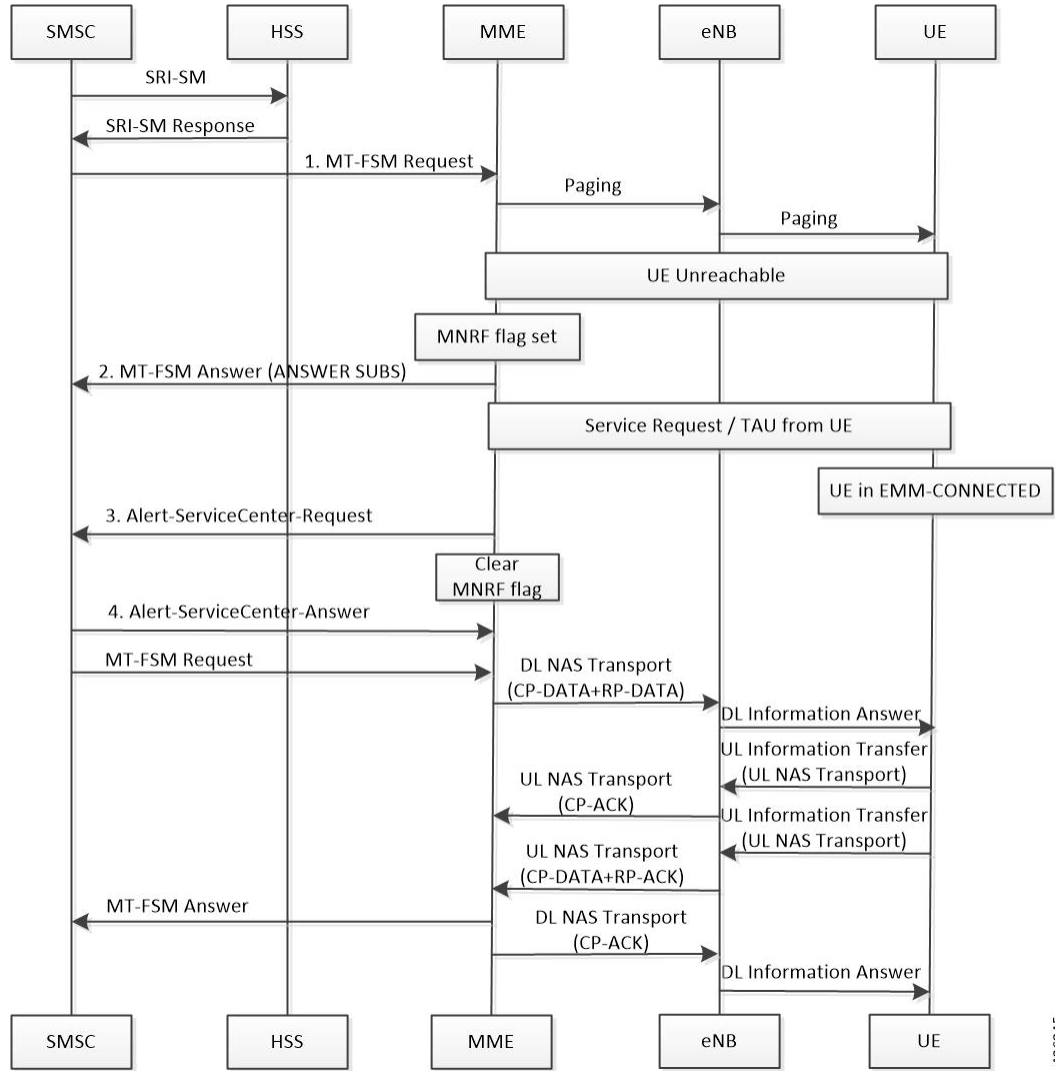 SMSC HSS MME eNB UE
SRI-SM
SRI-SM Response
1. MT-FSM Request
Paging
Paging
UE Unreachable
MNRF flag set
2. MT-FSM Answer (ANSWER SUBS)
Service Request / TAU from UE
UE in EMM-CONNECTED
3. Alert-ServiceCenter-Request
Clear
MNRF flag
4. Alert-ServiceCenter-Answer
MT-FSM Request
DL NAS Transport
(CP-DATA+RP-DATA)
DL Information Answer
UL Information Transfer
(UL NAS Transport)
UL NAS Transport
(CP-ACK)
UL Information Transfer
(UL NAS Transport)
UL NAS Transport
(CP-DATA+RP-ACK)
MT-FSM Answer
DL NAS Transport
(CP-ACK)
DL Information Answer
SMSC HSS MME eNB UE